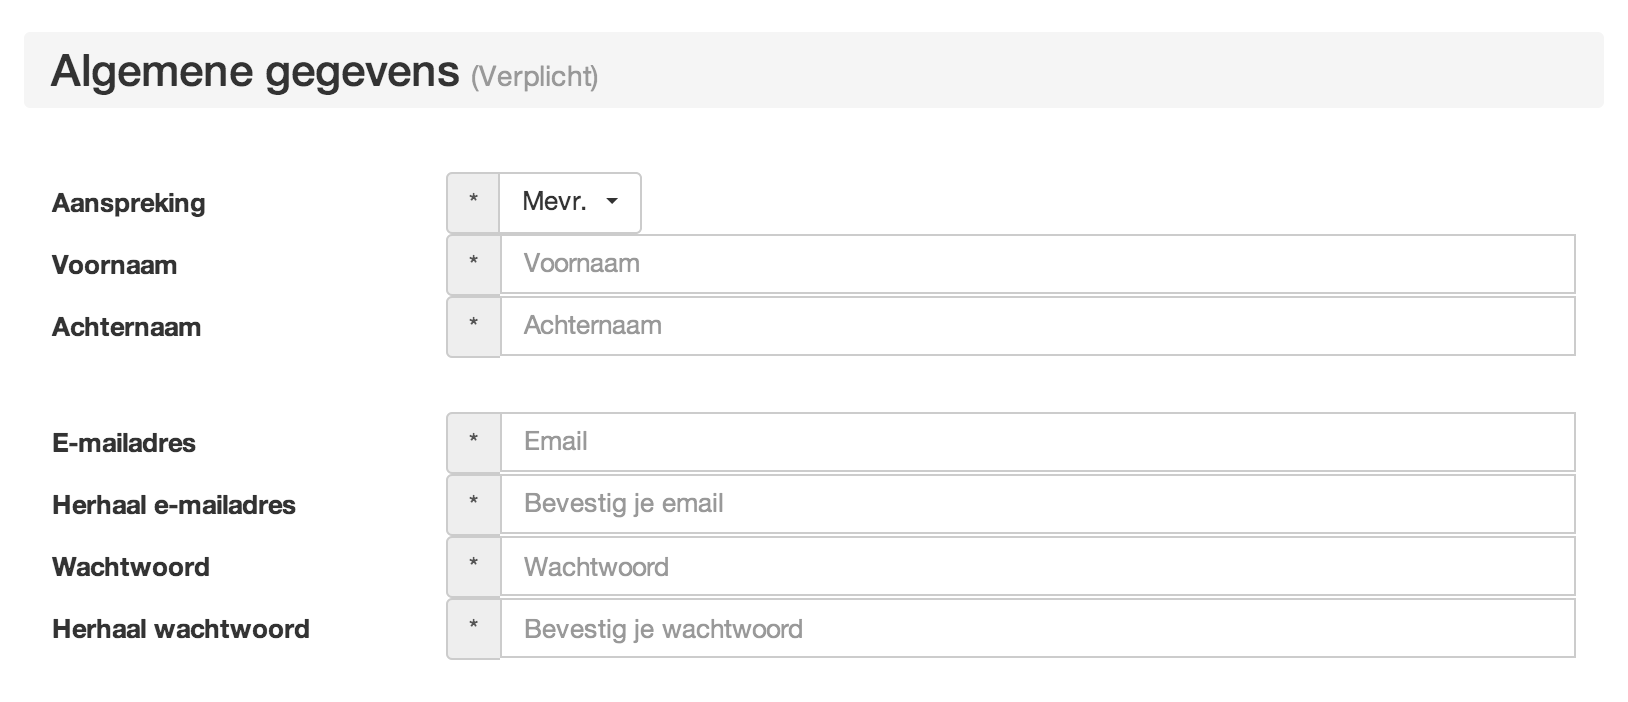 Algemene gegevens (Verplicht)
Aanspreking * Mevr.
Voornaam * Voornaam
Achternaam * Achternaam
E-mailadres * Email
Herhaal e-mailadres * Bevestig je email
Wachtwoord * Wachtwoord
Herhaal wachtwoord * Bevestig je wachtwoord